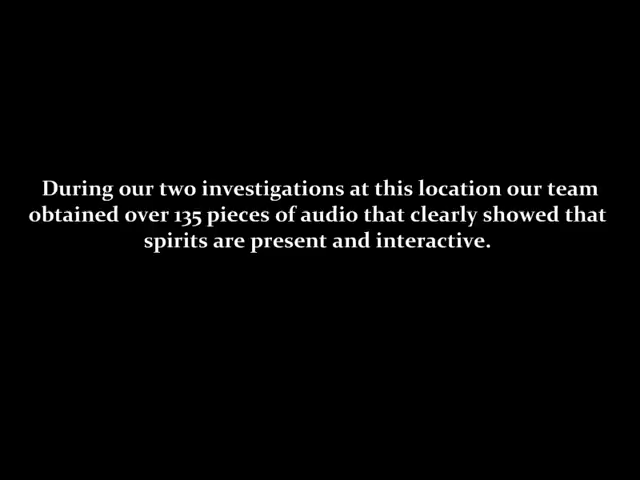 During our two investigations at this location our team
obtained over 135 pieces of audio that clearly showed that
spirits are present and interactive.